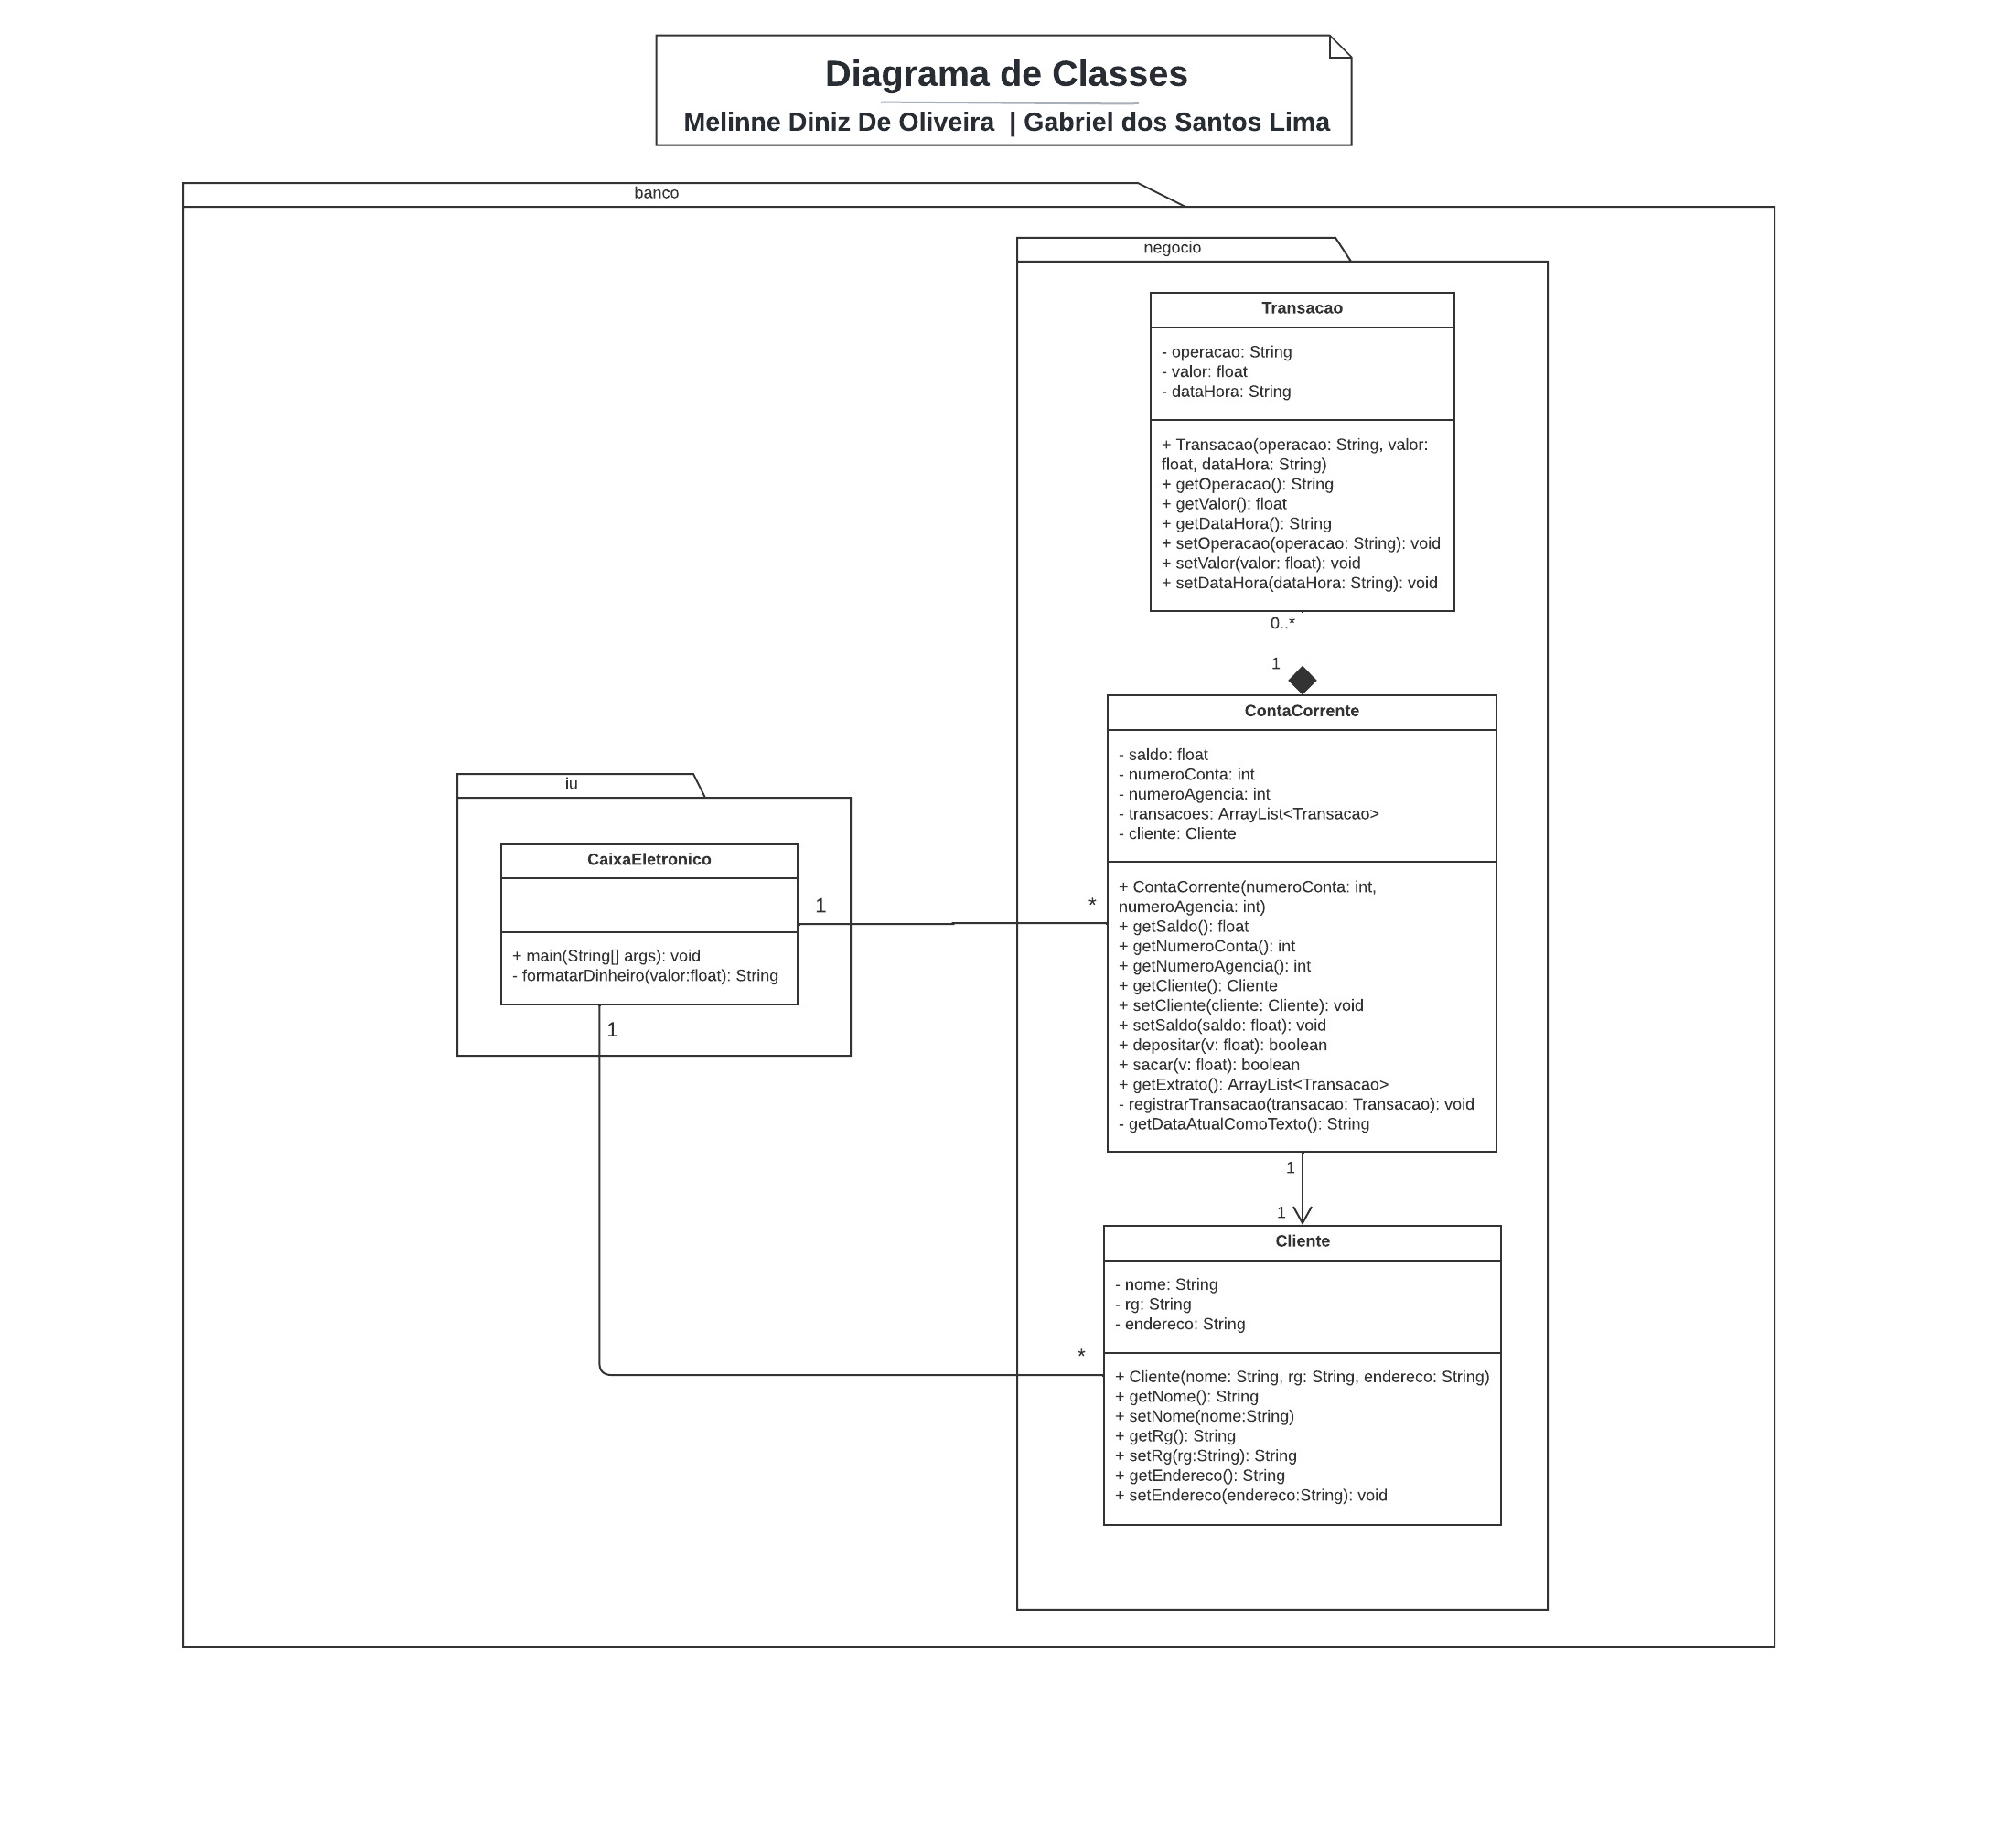 Diagrama de Classes
Melinne Diniz De Oliveira | Gabriel dos Santos Lima
banco
negocio
Transacao
- operacao: String
- valor: float
- dataHora: String
+ Transacao(operacao: String, valor:
float, dataHora: String)
+ getOperacao(): String
+ getValor(): float
+ getDataHora(): String
+ setOperacao(operacao: String): void
+ setValor(valor: float): void
+ setDataHora(dataHora: String): void
0..*
1
ContaCorrente
- saldo: float
- numeroConta: int
- numeroAgencia: int
- transacoes: ArrayList<Transacao>
- cliente: Cliente
+ ContaCorrente(numeroConta: int,
numeroAgencia: int)
+ getSaldo(): float
+ getNumeroConta(): int
+ getNumeroAgencia(): int
+ getCliente(): Cliente
+ setCliente(cliente: Cliente): void
+ setSaldo(saldo: float): void
+ depositar(v: float): boolean
+ sacar(v: float): boolean
+ getExtrato(): ArrayList<Transacao>
- registrarTransacao(transacao: Transacao): void
- getDataAtualComoTexto(): String
iu
CaixaEletronico
+ main(String[] args): void
- formatarDinheiro(valor:float): String
1
*
1
1
1
Cliente
- nome: String
- rg: String
- endereco: String
+ Cliente(nome: String, rg: String, endereco: String)
+ getNome(): String
+ setNome(nome:String)
+ getRg(): String
+ setRg(rg:String): String
+ getEndereco(): String
+ setEndereco(endereco:String): void
*